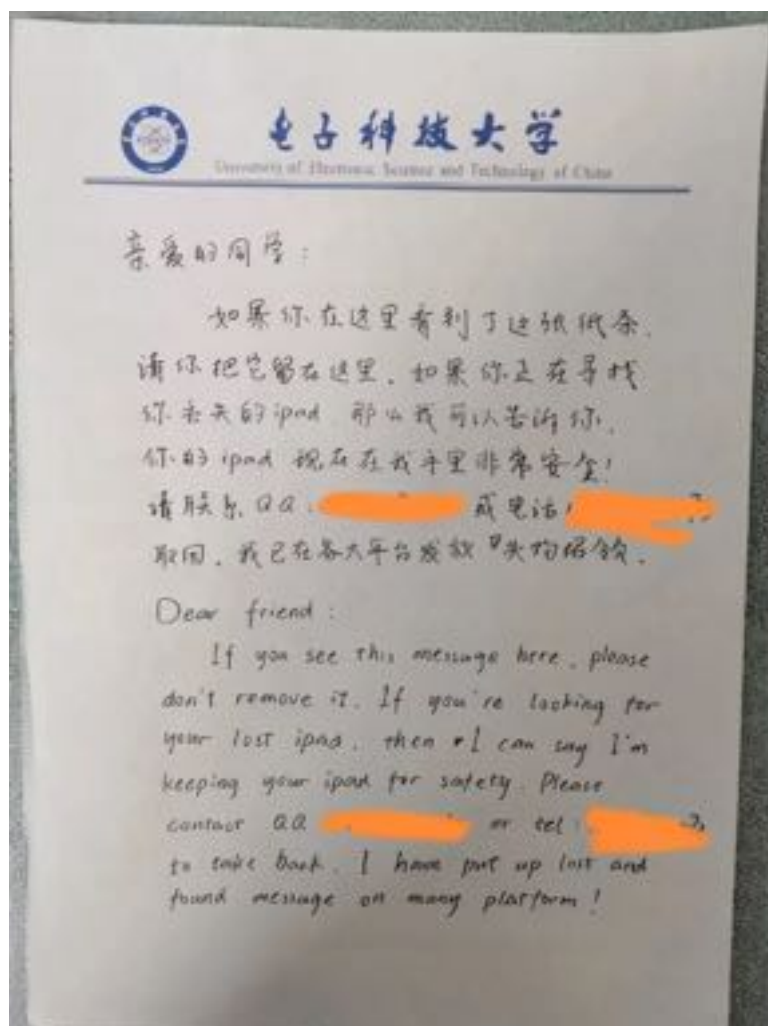 电子科技大学
University of Electronic Science and Technology of China
亲爱的同学：
如果你在这里看到了这张纸条，
请你把它留在这里。如果你正在寻找
你丢失的ipad，那么我可以告诉你，
你的ipad 现在在我手里非常安全！
请联系QQ： 或电话：
取回。我已在各大平台发放失物招领。
Dear friend :
If you see this message here, please
don't remove it. If you're looking for
your lost ipad, then I can say I'm
keeping your ipad for safety. Please
contact QQ or tel :
to take back. I have put up lost and
found message on many platform !